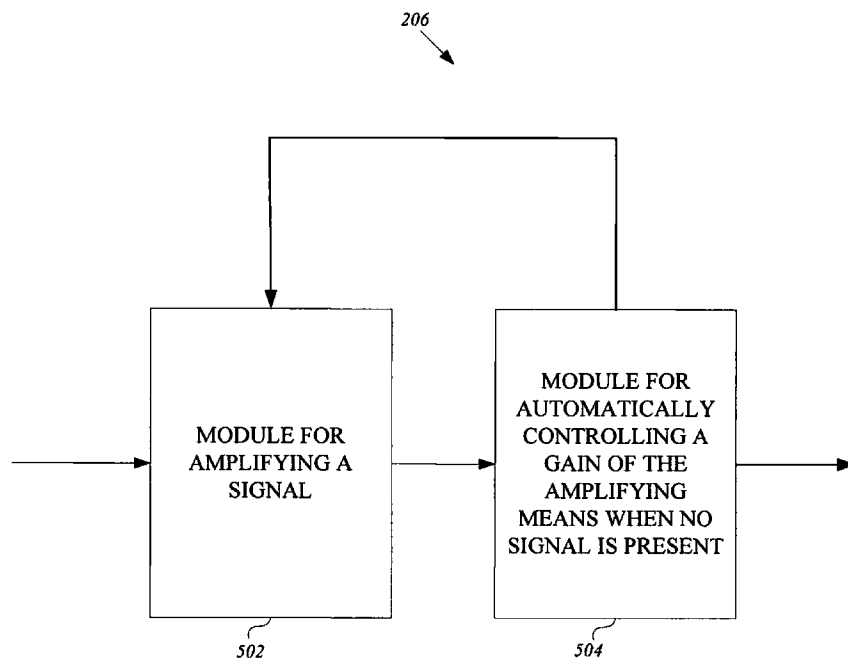 206
MODULE FOR
AMPLIFYING A
SIGNAL
MODULE FOR
AUTOMATICALLY
CONTROLLING A
GAIN OF THE
AMPLIFYING
MEANS WHEN NO
SIGNAL IS PRESENT
502
504